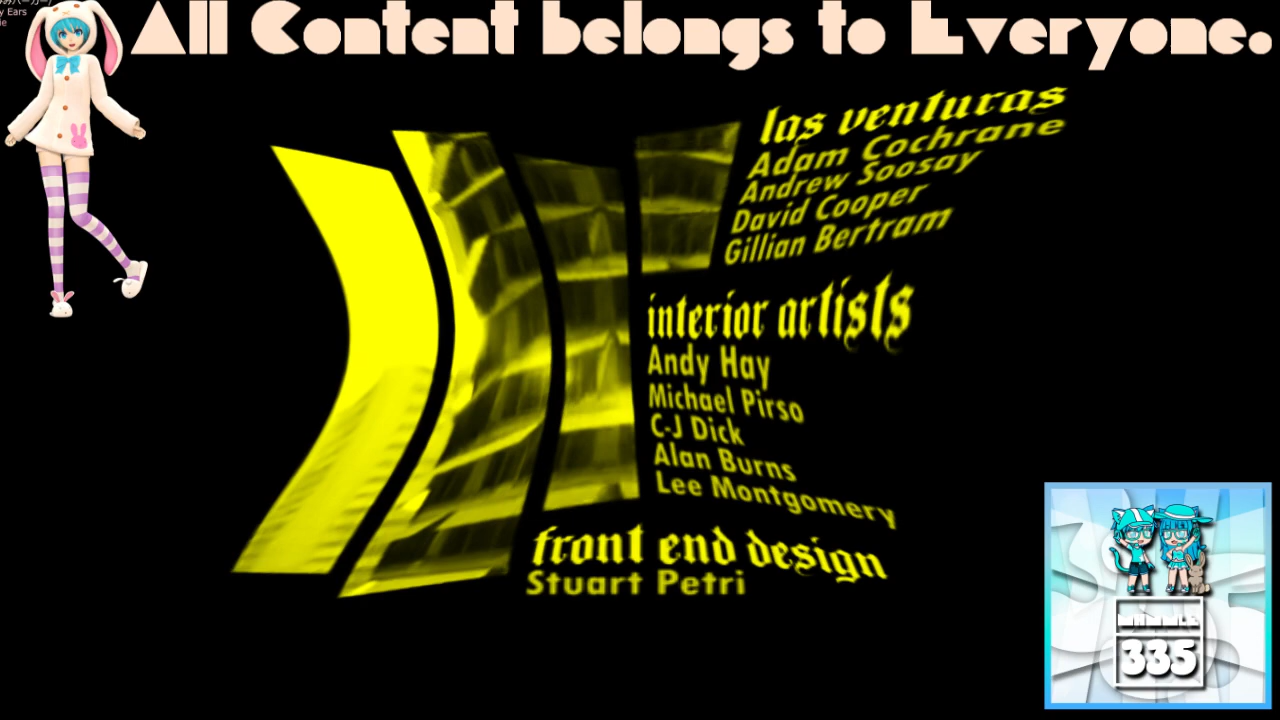 y Ears
All Content belongs to Everyone.
las venturas
Adam Cochrane
Andrew Soosay
David Cooper
Gillian Bertram
interior artists
Andy Hay
Michael Pirso
C-J Dick
Alan Burns
Lee Montgomery
front end design
Stuart Petri
335